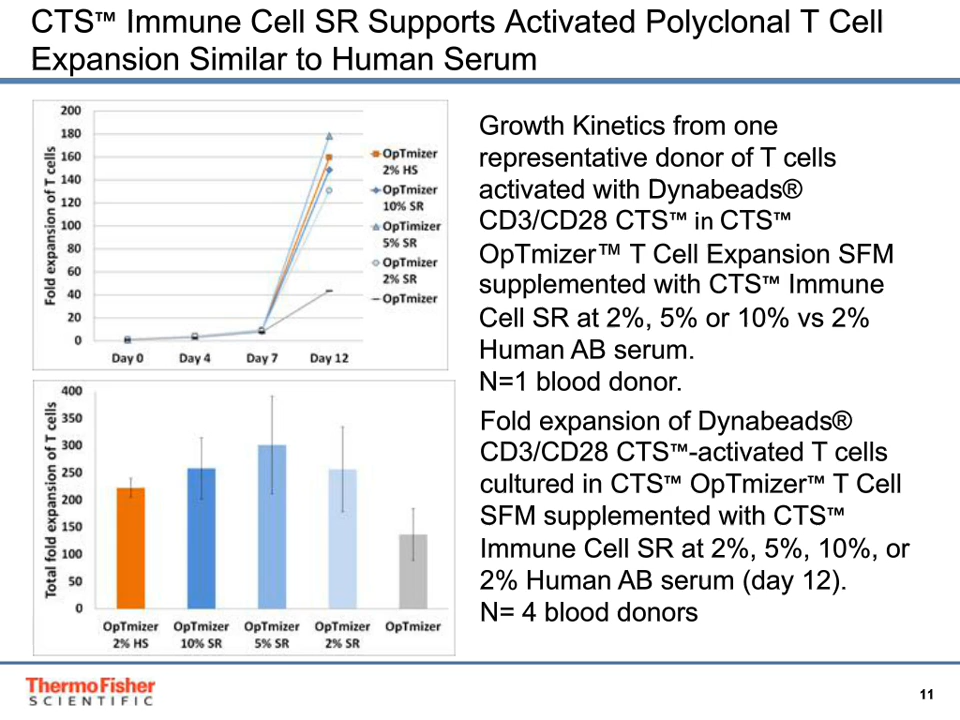 CTS™ Immune Cell SR Supports Activated Polyclonal T Cell
Expansion Similar to Human Serum
Fold expansion of T cells
200
180
160
140
120
100
80
60
40
20
0
Day 0 Day 4 Day 7 Day 12
OpTmizer
2% HS
OpTmizer
10% SR
OpTimizer
5% SR
OpTmizer
2% SR
OpTmizer
Growth Kinetics from one
representative donor of T cells
activated with Dynabeads®
CD3/CD28 CTS™ in CTS™
OpTmizer™ T Cell Expansion SFM
supplemented with CTS™ Immune
Cell SR at 2%, 5% or 10% vs 2%
Human AB serum.
N=1 blood donor.
Total fold expansion of T cells
400
350
300
250
200
150
100
50
0
OpTmizer OpTmizer OpTmizer OpTmizer OpTmizer
2% HS 10% SR 5% SR 2% SR
Fold expansion of Dynabeads®
CD3/CD28 CTS™-activated T cells
cultured in CTS™ OpTmizer™ T Cell
SFM supplemented with CTS™
Immune Cell SR at 2%, 5%, 10%, or
2% Human AB serum (day 12).
N= 4 blood donors
ThermoFisher
SCIENTIFIC
11